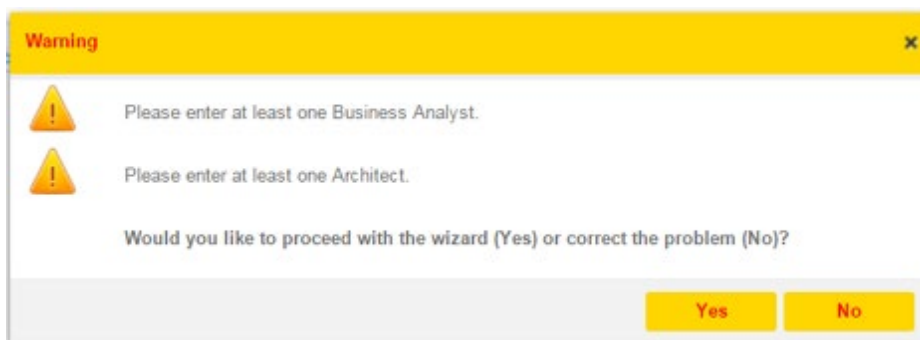 Warning
Please enter at least one Business Analyst.
Please enter at least one Architect.
Would you like to proceed with the wizard (Yes) or correct the problem (No)?
Yes
No